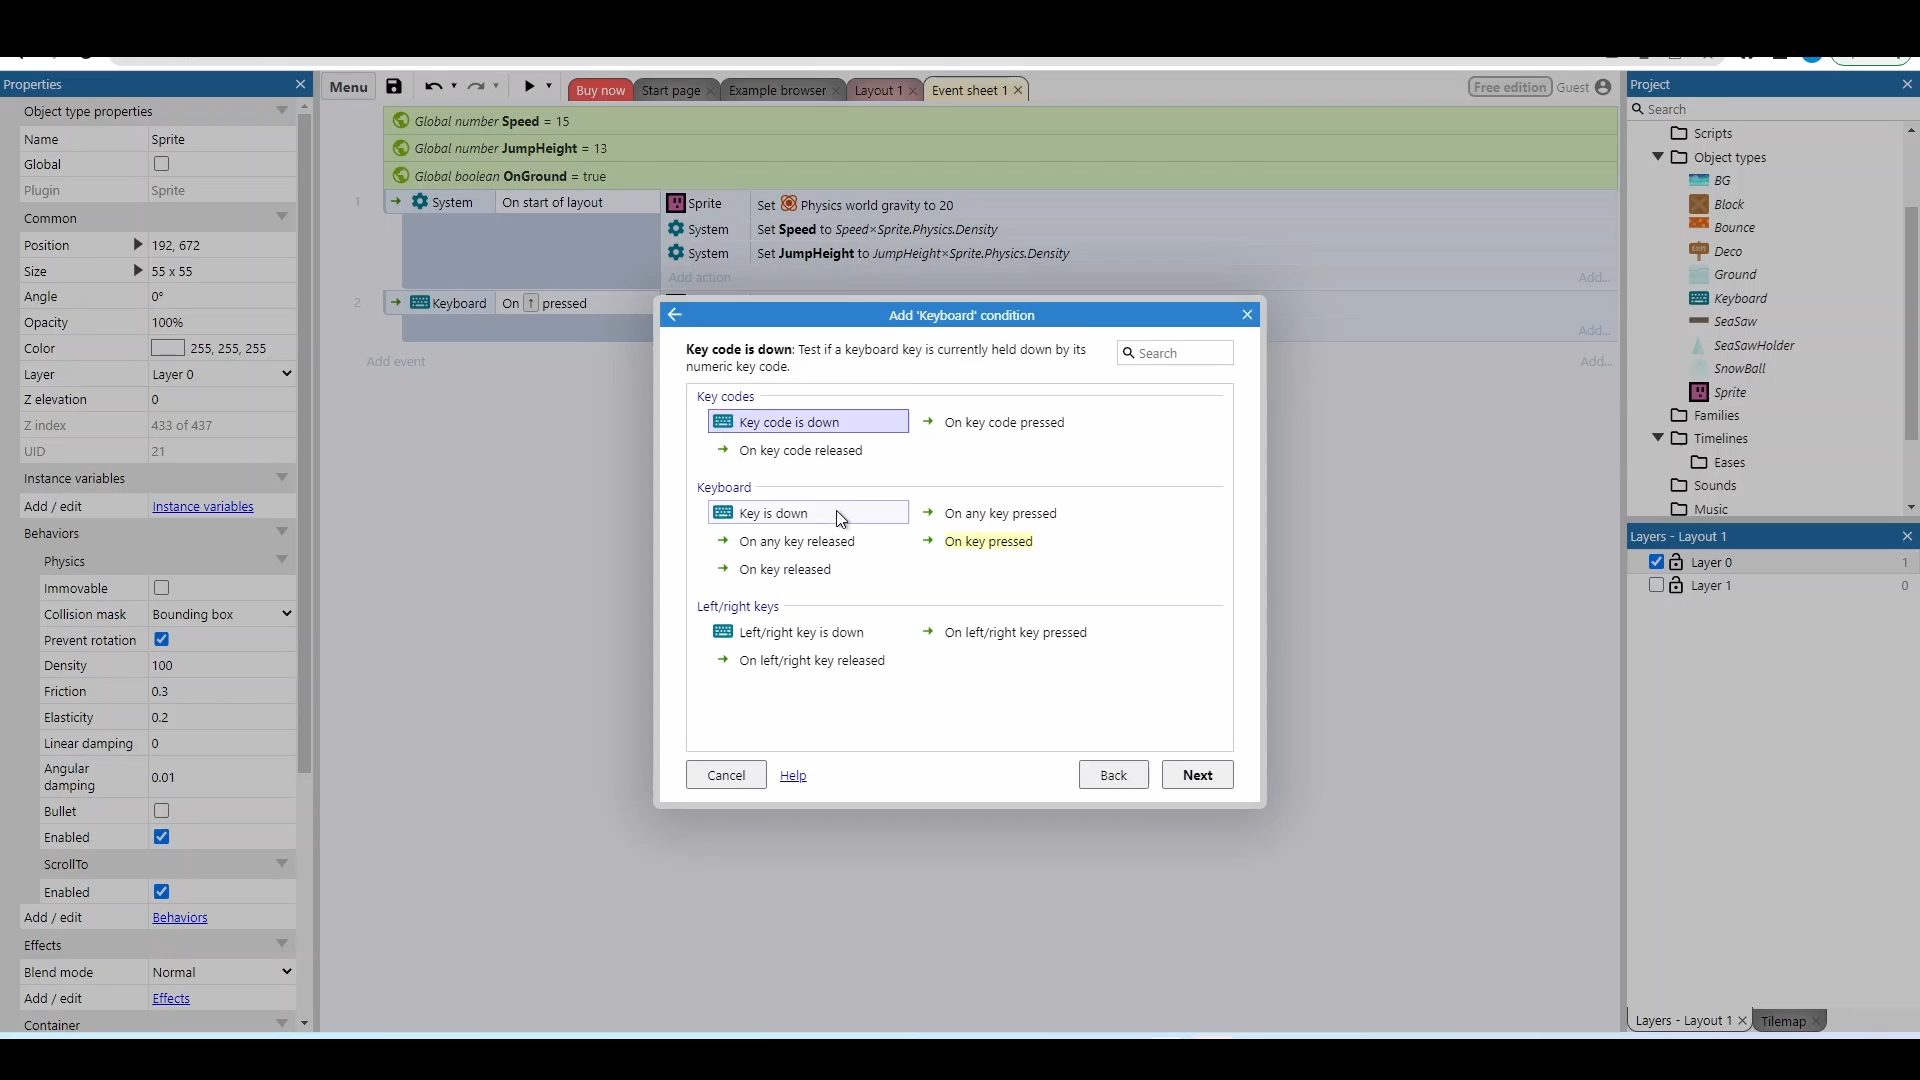 Properties
Object type properties
Name Sprite
Global
Plugin Sprite
Common
Position 192, 672
Size 55 x 55
Angle 0°
Opacity 100%
Color 255, 255, 255
Layer Layer 0
Z elevation 0
Z index 433 of 437
UID 21
Instance variables
Add / edit Instance variables
Behaviors
Physics
Immovable
Collision mask Bounding box
Prevent rotation
Density 100
Friction 0.3
Elasticity 0.2
Linear damping 0
Angular damping 0.01
Bullet
Enabled
ScrollTo
Enabled
Add / edit Behaviors
Effects
Blend mode Normal
Add / edit Effects
Container
Menu
Buy now Start page Example browser Layout 1 Event sheet 1
Free edition Guest
Global number Speed = 15
Global number JumpHeight = 13
Global boolean OnGround = true
1 System On start of layout
Sprite Set Physics world gravity to 20
System Set Speed to Speed×Sprite.Physics.Density
System Set JumpHeight to JumpHeight×Sprite.Physics.Density
Add action Add...
2 Keyboard On ↑ pressed
Add...
Add event Add...
Add 'Keyboard' condition
Key code is down: Test if a keyboard key is currently held down by its
numeric key code.
Search
Key codes
Key code is down On key code pressed
On key code released
Keyboard
Key is down On any key pressed
On any key released On key pressed
On key released
Left/right keys
Left/right key is down On left/right key pressed
On left/right key released
Cancel Help Back Next
Project
Search
Scripts
Object types
BG
Block
Bounce
Deco
Ground
Keyboard
SeaSaw
SeaSawHolder
SnowBall
Sprite
Families
Timelines
Eases
Sounds
Music
Layers - Layout 1
Layer 0 1
Layer 1 0
Layers - Layout 1 Tilemap